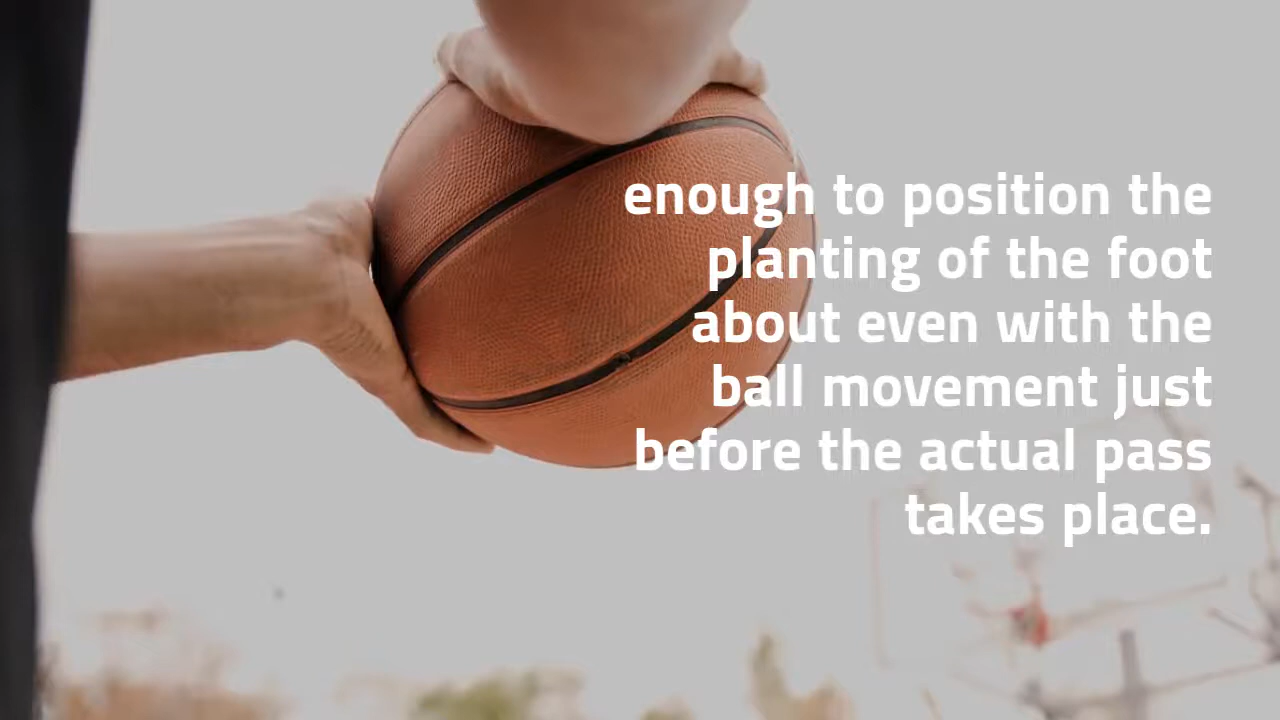 enough to position the
planting of the foot
about even with the
ball movement just
before the actual pass
takes place.